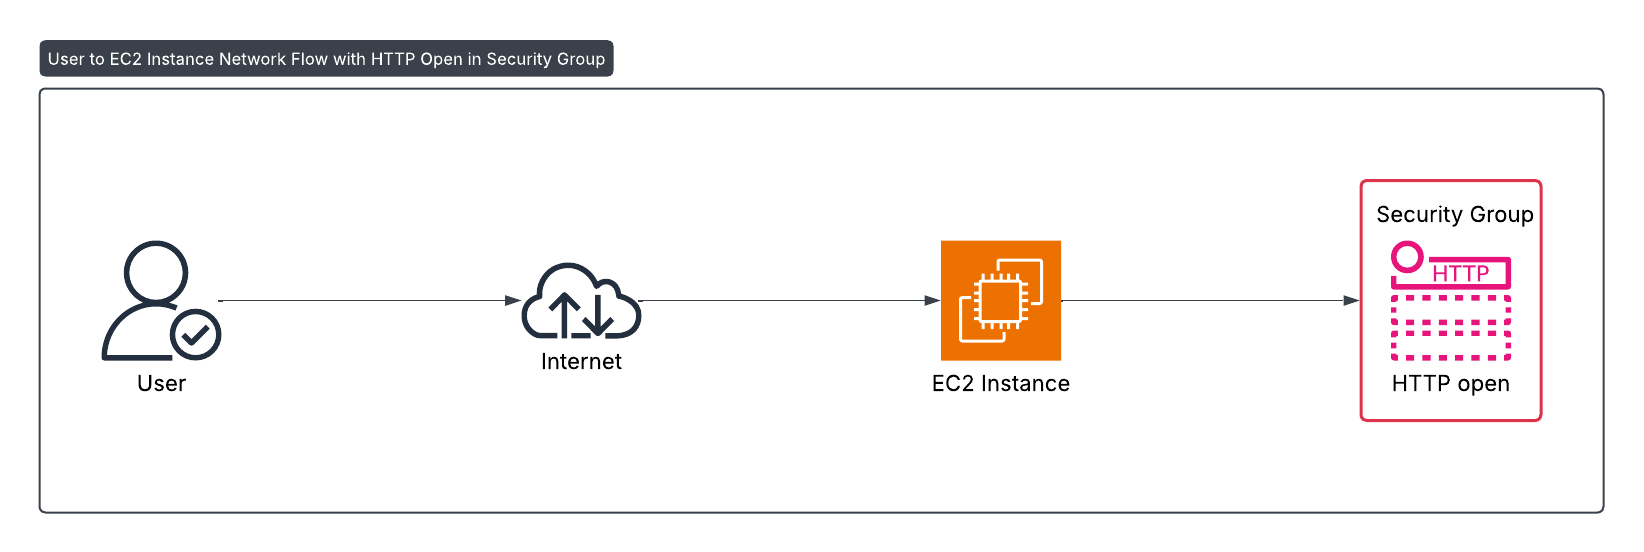 User to EC2 Instance Network Flow with HTTP Open in Security Group
Security Group
HTTP
User
Internet
EC2 Instance
HTTP open